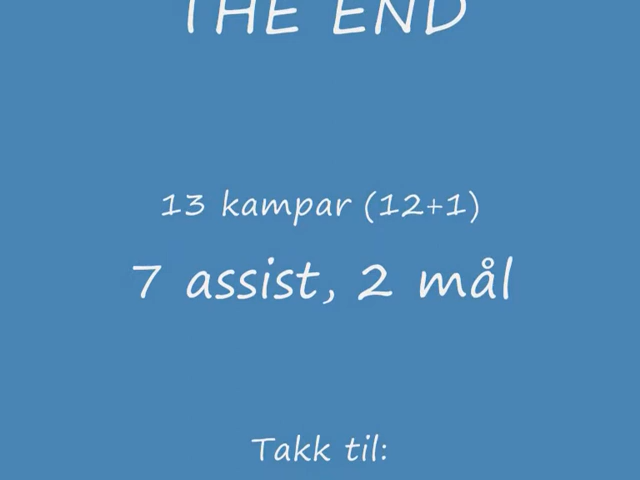 THE END
13 kampar (12+1)
7 assist, 2 mål
Takk til: